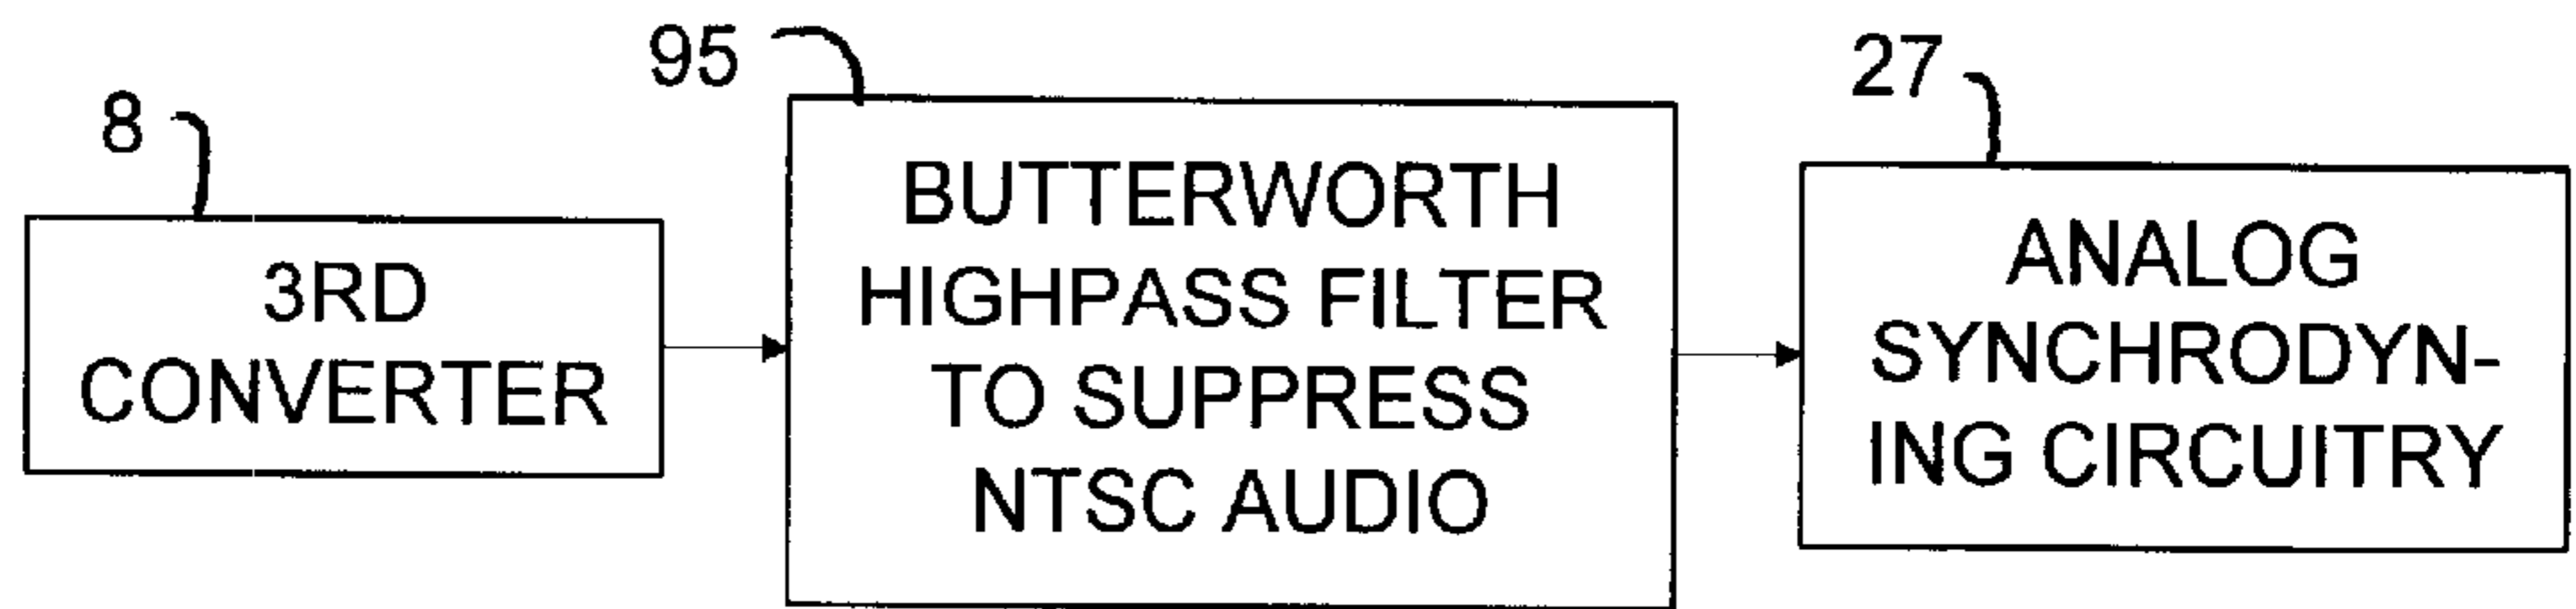 8
3RD
CONVERTER
95
BUTTERWORTH
HIGHPASS FILTER
TO SUPPRESS
NTSC AUDIO
27
ANALOG
SYNCHRODYN-
ING CIRCUITRY